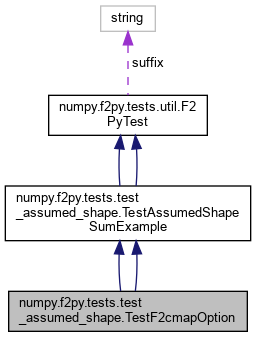 string
suffix
numpy.f2py.tests.util.F2
PyTest
numpy.f2py.tests.test
_assumed_shape.TestAssumedShape
SumExample
numpy.f2py.tests.test
_assumed_shape.TestF2cmapOption